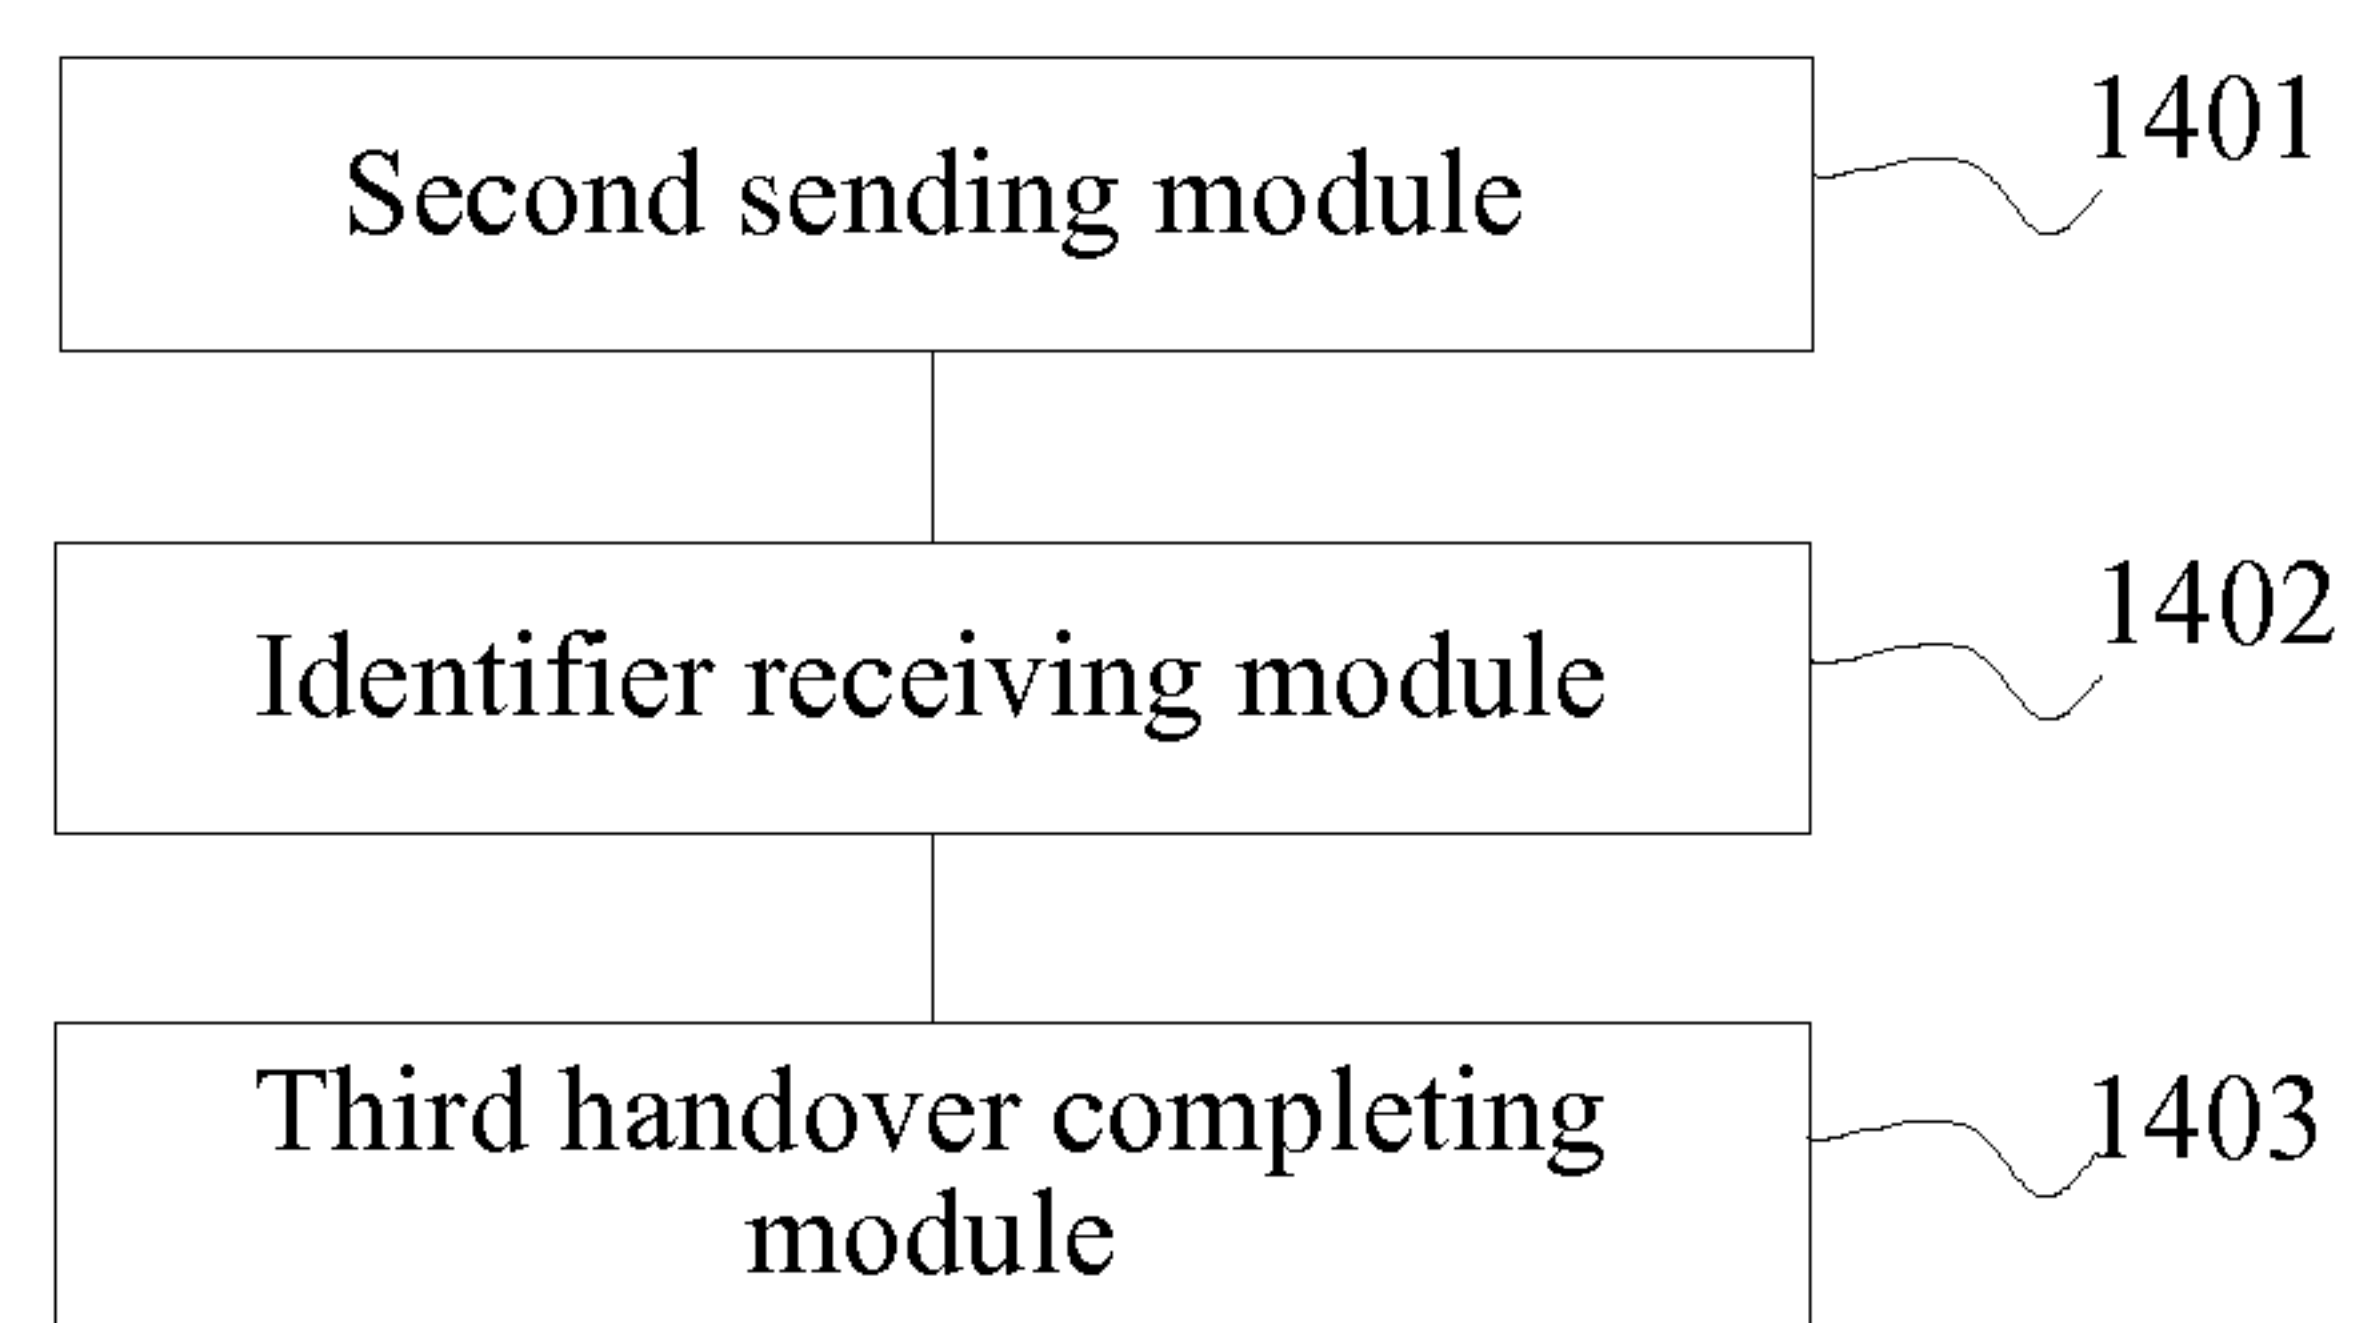 Second sending module
1401
Identifier receiving module
1402
Third handover completing
module
1403